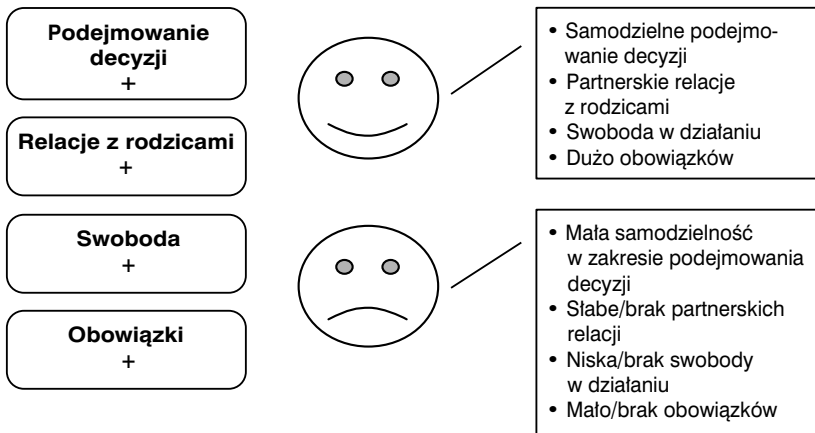 Podejmowanie
decyzji
+
Relacje z rodzicami
+
Swoboda
+
Obowiązki
+
• Samodzielne podejmo-
wanie decyzji
• Partnerskie relacje
z rodzicami
• Swoboda w działaniu
• Dużo obowiązków
• Mała samodzielność
w zakresie podejmowania
decyzji
• Słabe/brak partnerskich
relacji
• Niska/brak swobody
w działaniu
• Mało/brak obowiązków